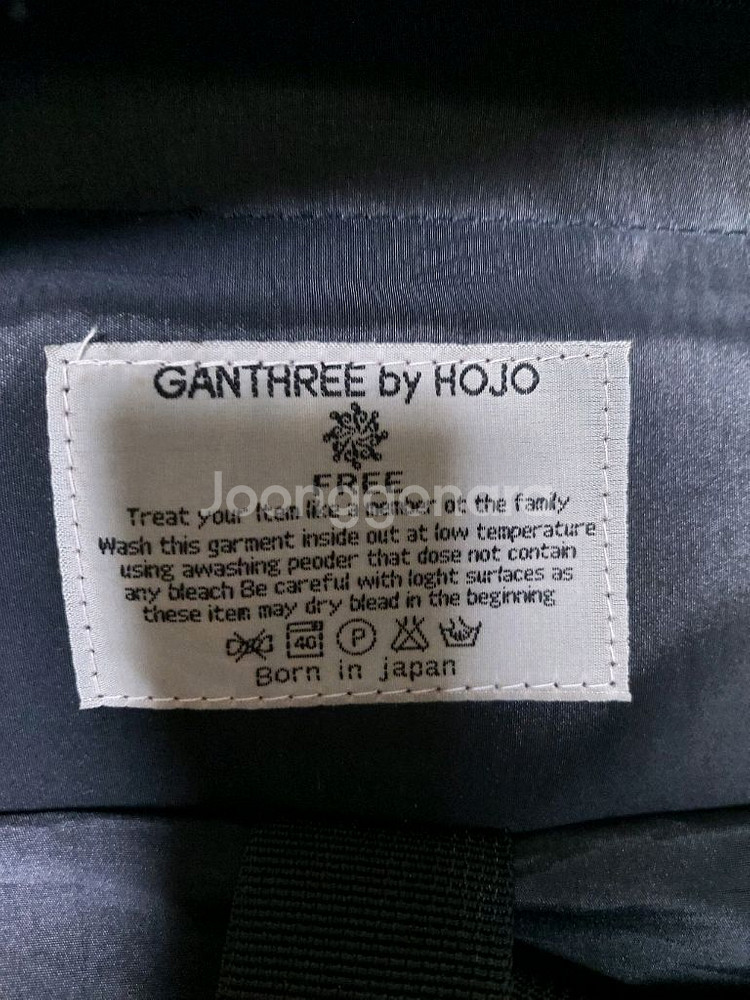 GANTHREE by HOJO
FREE
Joonggonara
Treat your Item like a member ot the family
Wash this garment inside out at low temperature
using awashing peoder that dose not contain
any bleach Be careful with loght surfaces as
these item may dry blead in the beginning
40 P
Born in japan